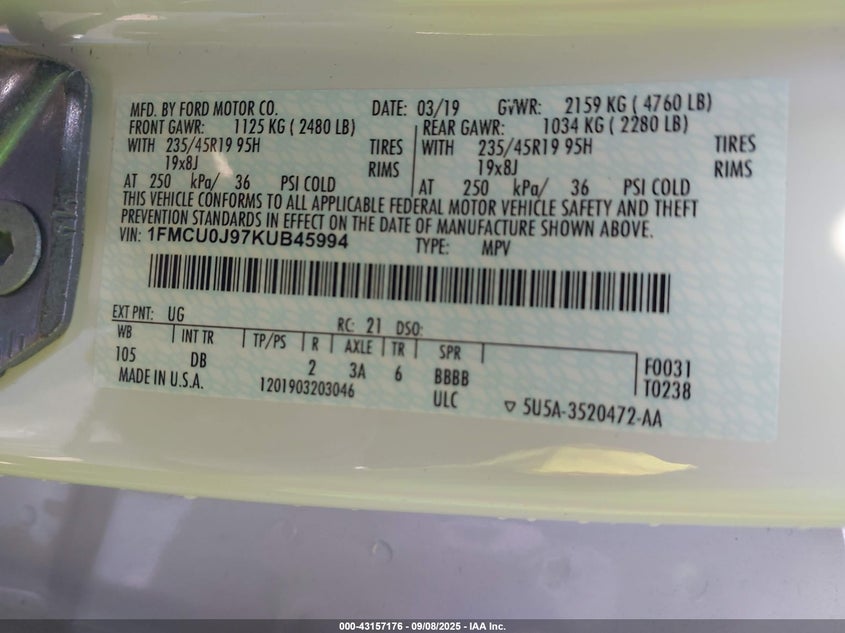 MFD. BY FORD MOTOR CO. DATE: 03/19 GVWR: 2159 KG ( 4760 LB)
FRONT GAWR: 1125 KG ( 2480 LB) REAR GAWR: 1034 KG ( 2280 LB)
WITH 235/45R19 95H TIRES WITH 235/45R19 95H TIRES
19x8J RIMS 19x8J RIMS
AT 250 kPa/ 36 PSI COLD AT 250 kPa/ 36 PSI COLD
THIS VEHICLE CONFORMS TO ALL APPLICABLE FEDERAL MOTOR VEHICLE SAFETY AND THEFT
PREVENTION STANDARDS IN EFFECT ON THE DATE OF MANUFACTURE SHOWN ABOVE.
VIN: 1FMCU0J97KUB45994 TYPE: MPV
EXT PNT: UG RC: 21 DSO:
WB INT TR TP/PS R AXLE TR SPR
105 DB 2 3A 6 BBBB F0031
MADE IN U.S.A. 1201903203046 ULC T0238
▽ 5U5A-3520472-AA
000-43157176 • 09/08/2025 - IAA Inc.